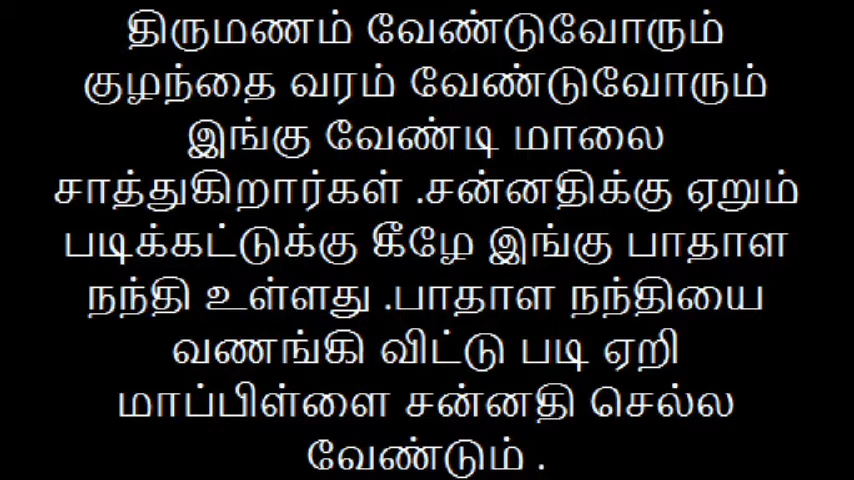 திருமணம் வேண்டுவோரும்
குழந்தை வரம் வேண்டுவோரும்
இங்கு வேண்டி மாலை
சாத்துகிறார்கள் .சன்னதிக்கு ஏறும்
படிக்கட்டுக்கு கீழே இங்கு பாதாள
நந்தி உள்ளது .பாதாள நந்தியை
வணங்கி விட்டு படி ஏறி
மாப்பிள்ளை சன்னதி செல்ல
வேண்டும் .